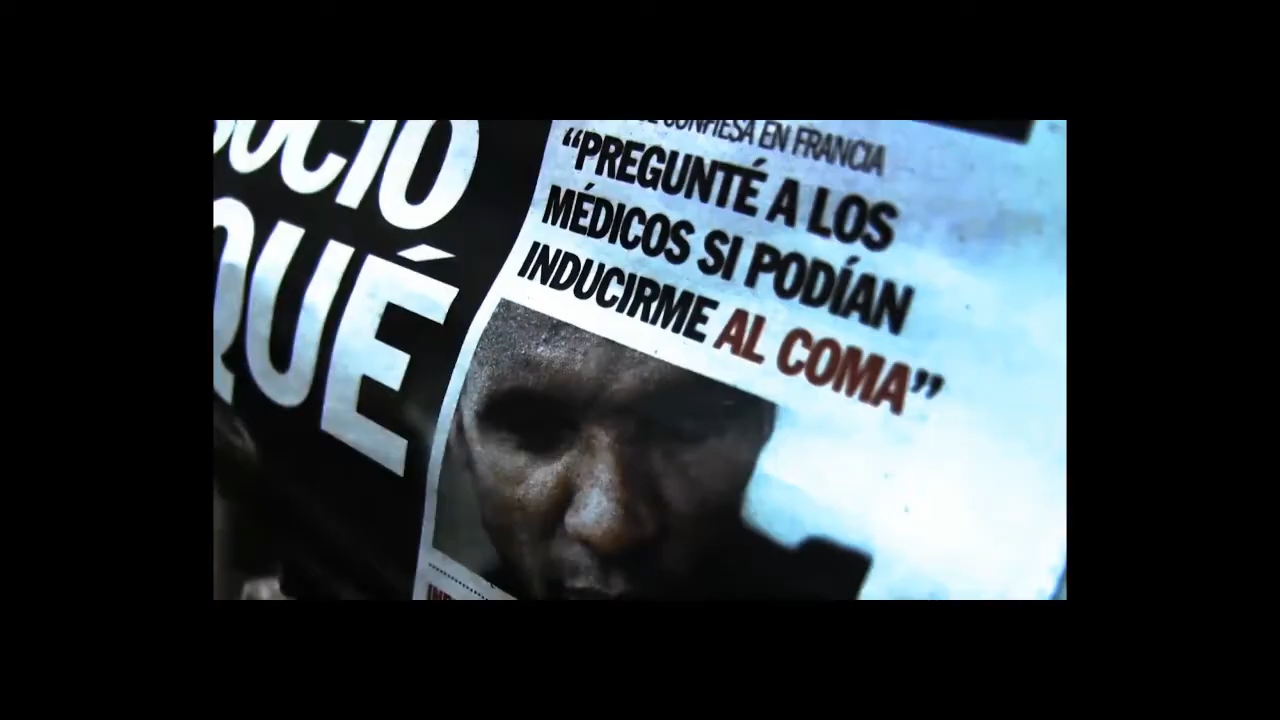 CONFIESA EN FRANCIA
“PREGUNTÉ A LOS
MÉDICOS SI PODÍAN
INDUCIRME AL COMA”
QUÉ